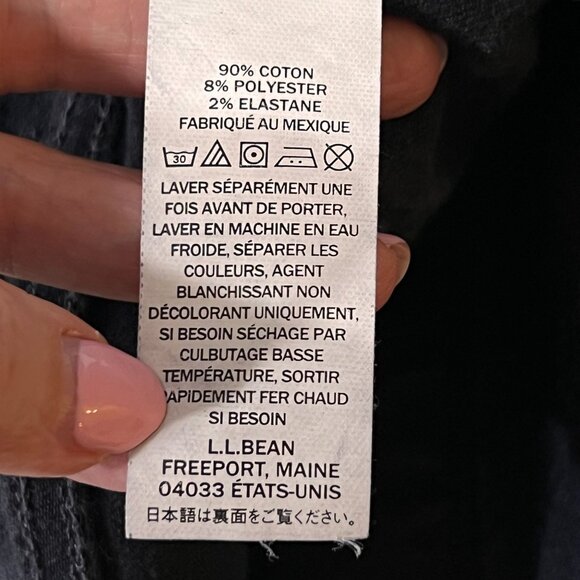 90% COTON
8% POLYESTER
2% ELASTANE
FABRIQUÉ AU MEXIQUE
30
LAVER SÉPARÉMENT UNE
FOIS AVANT DE PORTER,
LAVER EN MACHINE EN EAU
FROIDE, SÉPARER LES
COULEURS, AGENT
BLANCHISSANT NON
DÉCOLORANT UNIQUEMENT,
SI BESOIN SÉCHAGE PAR
CULBUTAGE BASSE
TEMPÉRATURE, SORTIR
RAPIDEMENT FER CHAUD
SI BESOIN
L.L.BEAN
FREEPORT, MAINE
04033 ÉTATS-UNIS
日本語は裏面をご覧ください。